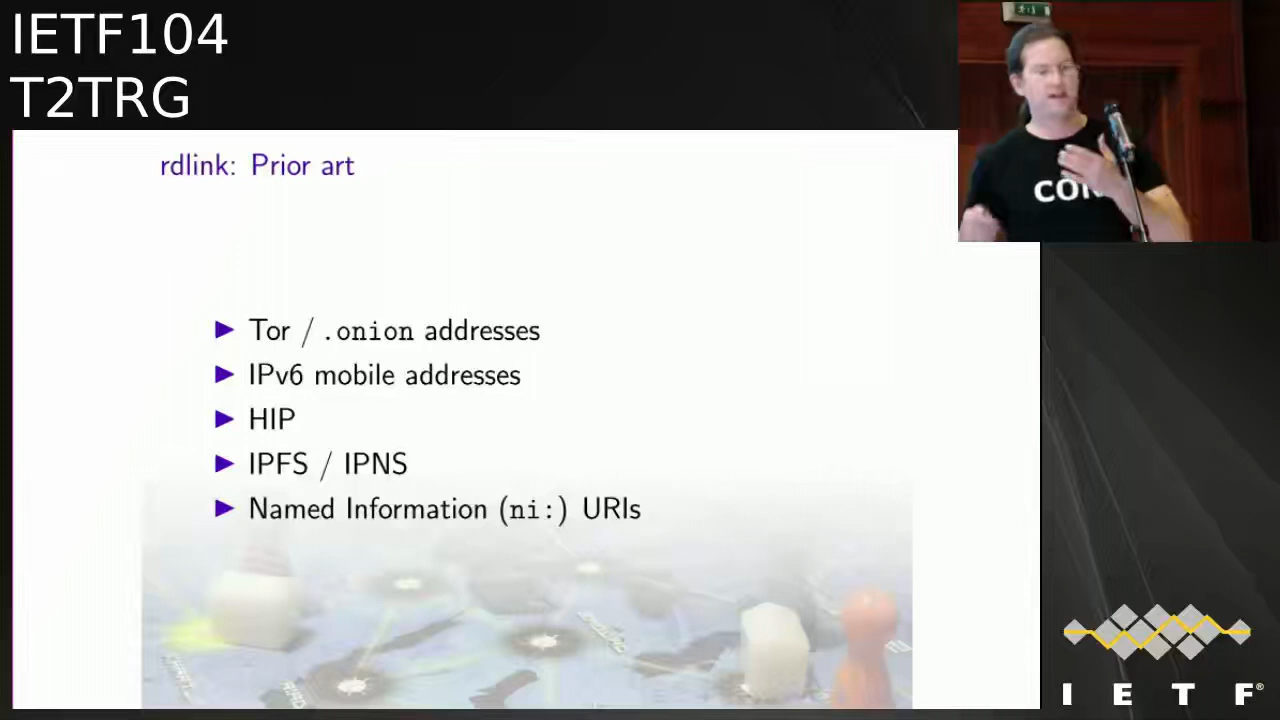 IETF104
T2TRG
rdlink: Prior art
▶ Tor / .onion addresses
▶ IPv6 mobile addresses
▶ HIP
▶ IPFS / IPNS
▶ Named Information (ni:) URIs
I E T F®